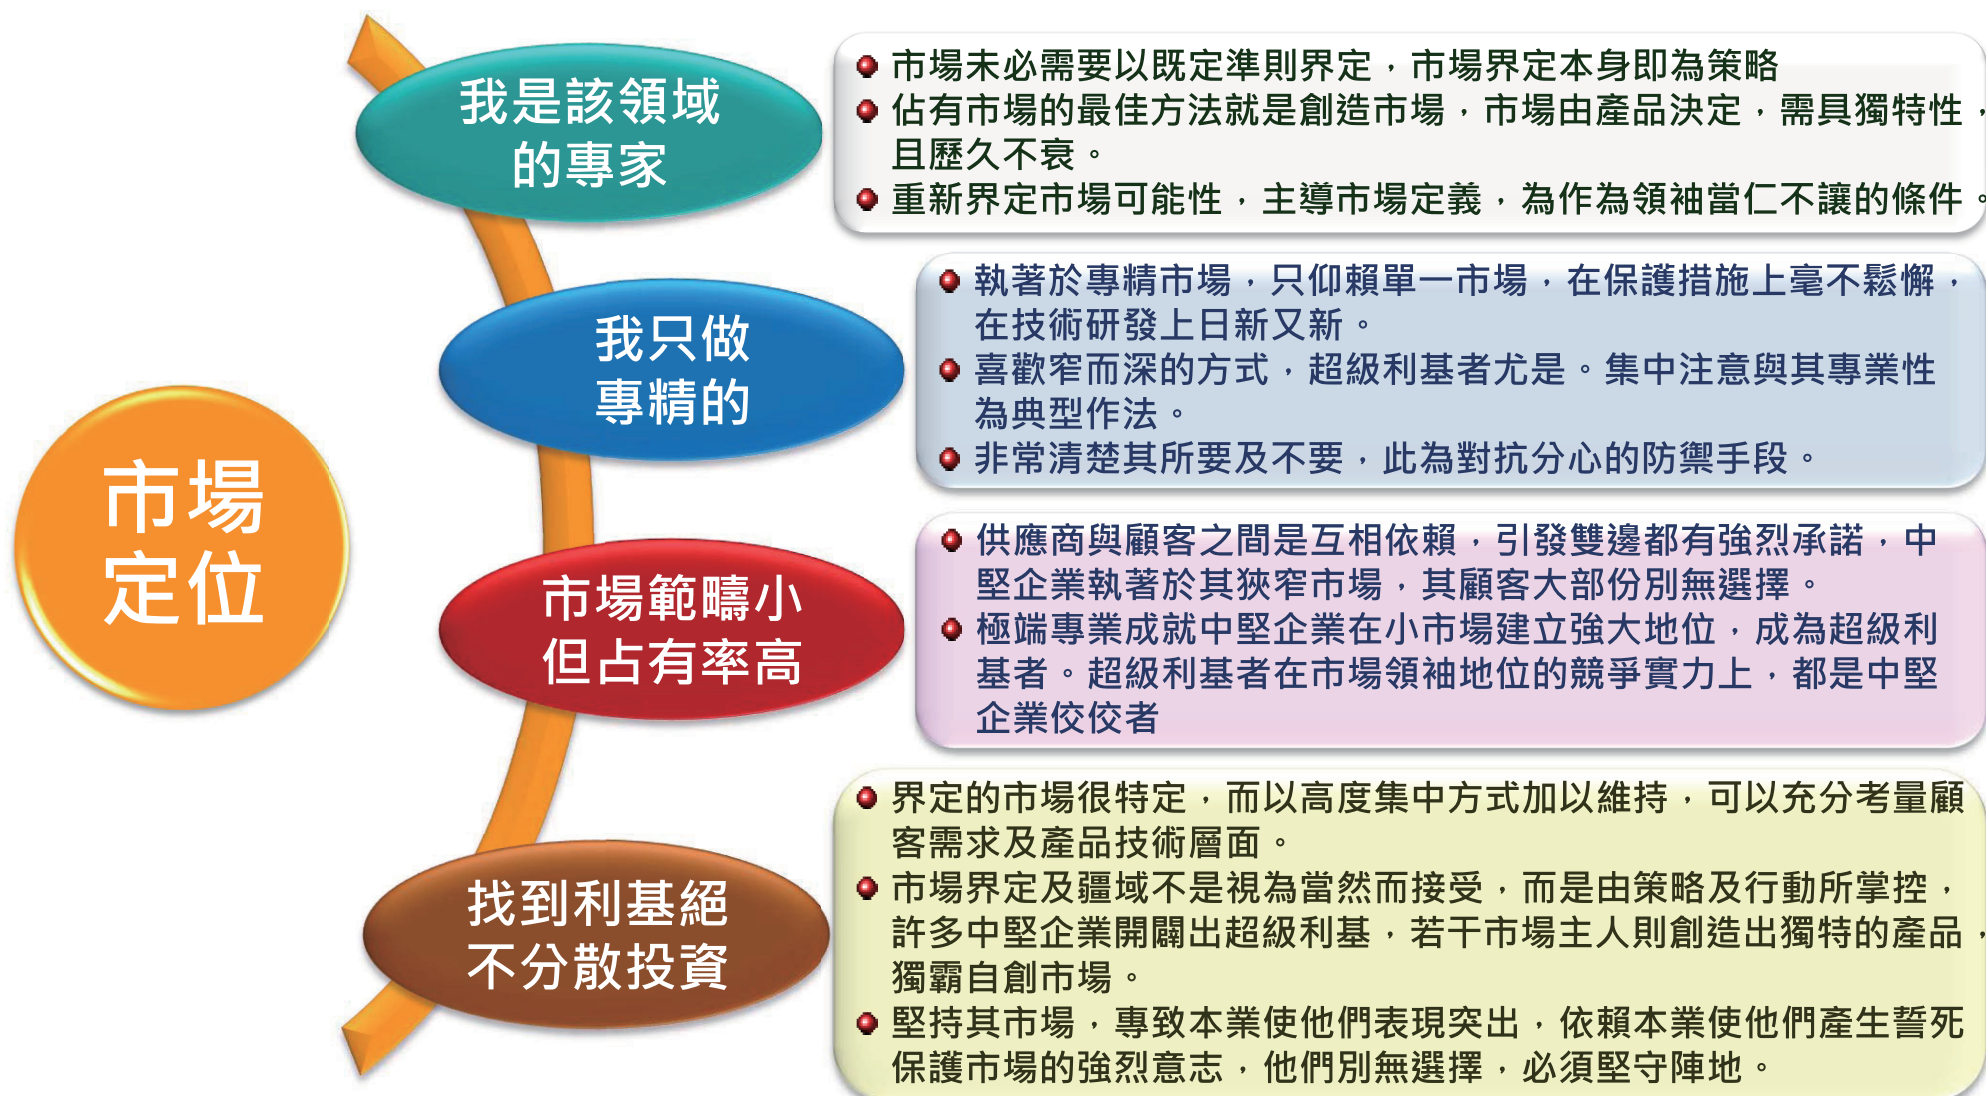 市場
定位
我是該領域
的專家
市場未必需要以既定準則界定，市場界定本身即為策略
佔有市場的最佳方法就是創造市場，市場由產品決定，需具獨特性，
且歷久不衰。
重新界定市場可能性，主導市場定義，為作為領袖當仁不讓的條件。
我只做
專精的
執著於專精市場，只仰賴單一市場，在保護措施上毫不鬆懈，
在技術研發上日新又新。
喜歡窄而深的方式，超級利基者尤是。集中注意與其專業性
為典型作法。
非常清楚其所要及不要，此為對抗分心的防禦手段。
市場範疇小
但占有率高
供應商與顧客之間是互相依賴，引發雙邊都有強烈承諾，中
堅企業執著於其狹窄市場，其顧客大部份別無選擇。
極端專業成就中堅企業在小市場建立強大地位，成為超級利
基者。超級利基者在市場領袖地位的競爭實力上，都是中堅
企業佼佼者
找到利基絕
不分散投資
界定的市場很特定，而以高度集中方式加以維持，可以充分考量顧
客需求及產品技術層面。
市場界定及疆域不是視為當然而接受，而是由策略及行動所掌控，
許多中堅企業開闢出超級利基，若干市場主人則創造出獨特的產品，
獨霸自創市場。
堅持其市場，專致本業使他們表現突出，依賴本業使他們產生誓死
保護市場的強烈意志，他們別無選擇，必須堅守陣地。